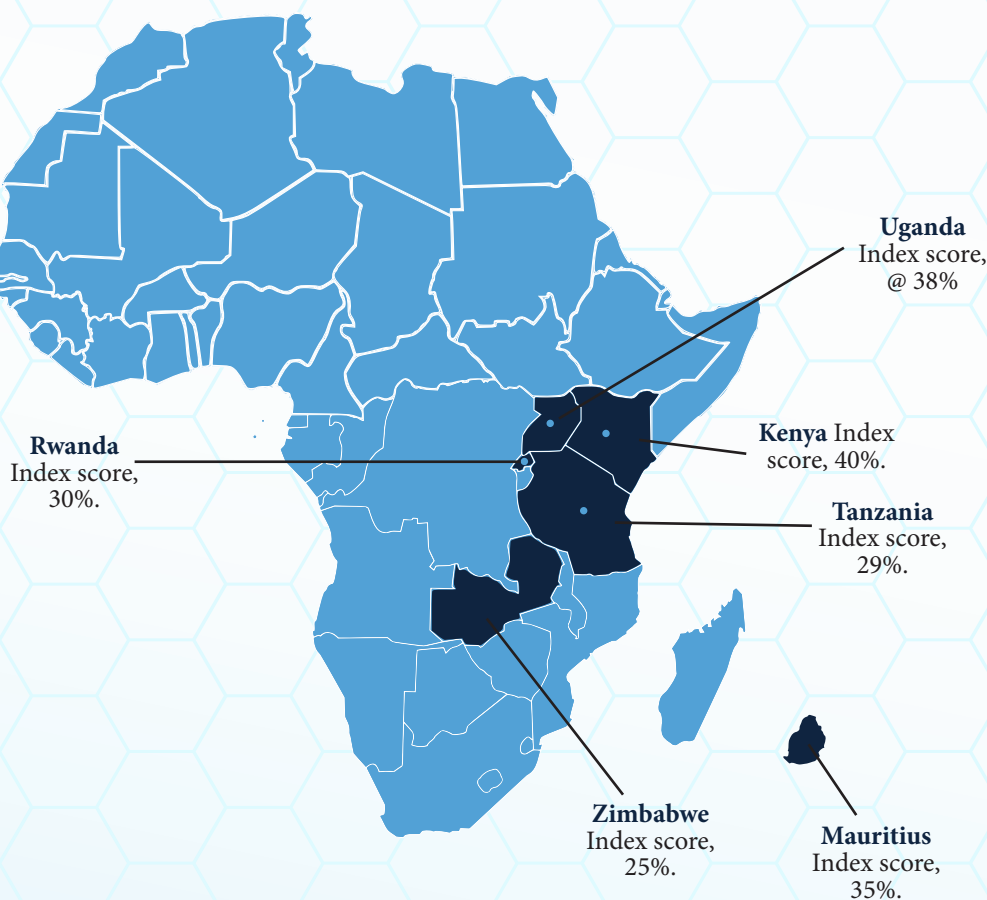 Uganda
Index score,
@ 38%
Rwanda
Index score,
30%.
Kenya Index
score, 40%.
Tanzania
Index score,
29%.
Zimbabwe
Index score,
25%.
Mauritius
Index score,
35%.